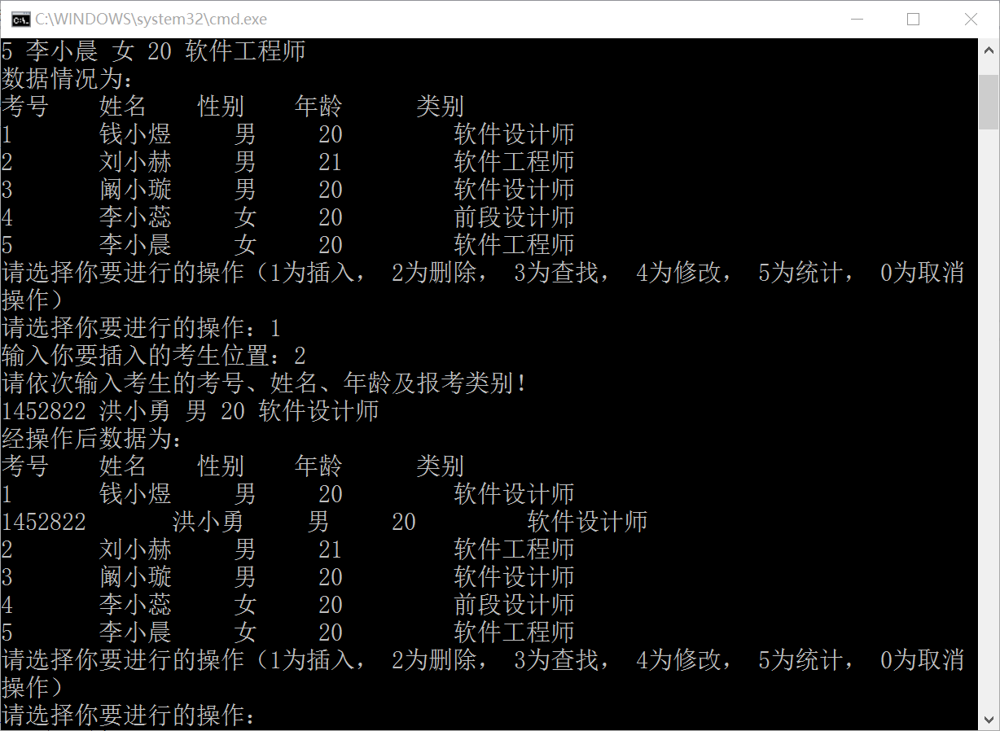 C:\WINDOWS\system32\cmd.exe
5 李小晨 女 20 软件工程师
数据情况为:
考号 姓名 性别 年龄 类别
1 钱小煜 男 20 软件设计师
2 刘小赫 男 21 软件工程师
3 阚小璇 男 20 软件设计师
4 李小蕊 女 20 前段设计师
5 李小晨 女 20 软件工程师
请选择你要进行的操作（1为插入， 2为删除， 3为查找， 4为修改， 5为统计， 0为取消
操作）
请选择你要进行的操作：1
输入你要插入的考生位置：2
请依次输入考生的考号、姓名、年龄及报考类别！
1452822 洪小勇 男 20 软件设计师
经操作后数据为:
考号 姓名 性别 年龄 类别
1 钱小煜 男 20 软件设计师
1452822 洪小勇 男 20 软件设计师
2 刘小赫 男 21 软件工程师
3 阚小璇 男 20 软件设计师
4 李小蕊 女 20 前段设计师
5 李小晨 女 20 软件工程师
请选择你要进行的操作（1为插入， 2为删除， 3为查找， 4为修改， 5为统计， 0为取消
操作）
请选择你要进行的操作：